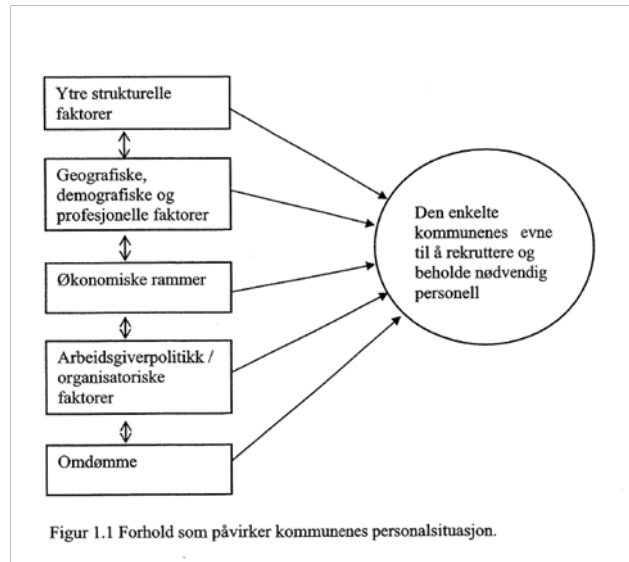 Ytre strukturelle
faktorer
Geografiske,
demografiske og
profesjonelle faktorer
Økonomiske rammer
Arbeidsgiverpolitikk /
organisatoriske
faktorer
Omdømme
Den enkelte
kommunenes evne
til å rekruttere og
beholde nødvendig
personell
Figur 1.1 Forhold som påvirker kommunenes personalsituasjon.